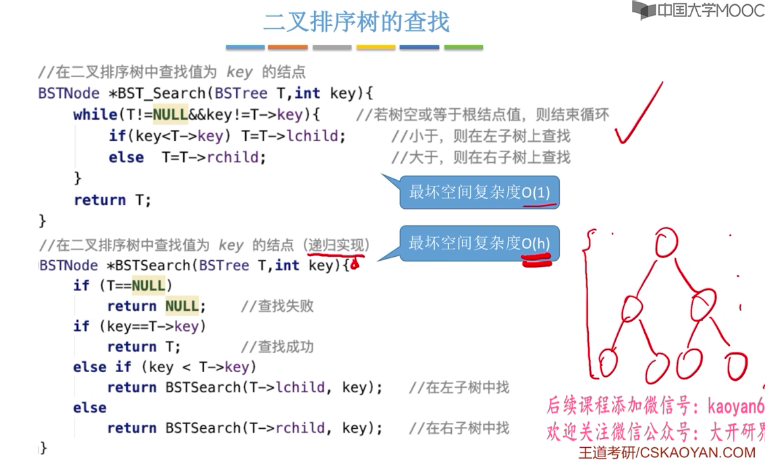 二叉排序树的查找
中国大学MOOC
//在二叉排序树中查找值为 key 的结点
BSTNode *BST_Search(BSTree T,int key){
while(T!=NULL&&key!=T->key){ //若树空或等于根结点值，则结束循环
if(key<T->key) T=T->lchild; //小于，则在左子树上查找
else T=T->rchild; //大于，则在右子树上查找
}
return T;
}
最坏空间复杂度O(1)
//在二叉排序树中查找值为 key 的结点（递归实现）
最坏空间复杂度O(h)
BSTNode *BSTSearch(BSTree T,int key){
if (T==NULL)
return NULL; //查找失败
if (key==T->key)
return T; //查找成功
else if (key < T->key)
return BSTSearch(T->lchild, key); //在左子树中找
else
return BSTSearch(T->rchild, key); //在右子树中找
}
后续课程添加微信号：kaoyan6
欢迎关注微信公众号：大开研界
王道考研/CSKAOYAN.COM